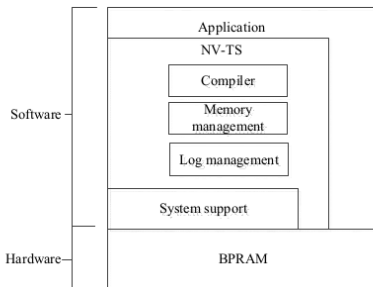 Application
NV-TS
Compiler
Memory
management
Software
Log management
System support
Hardware
BPRAM